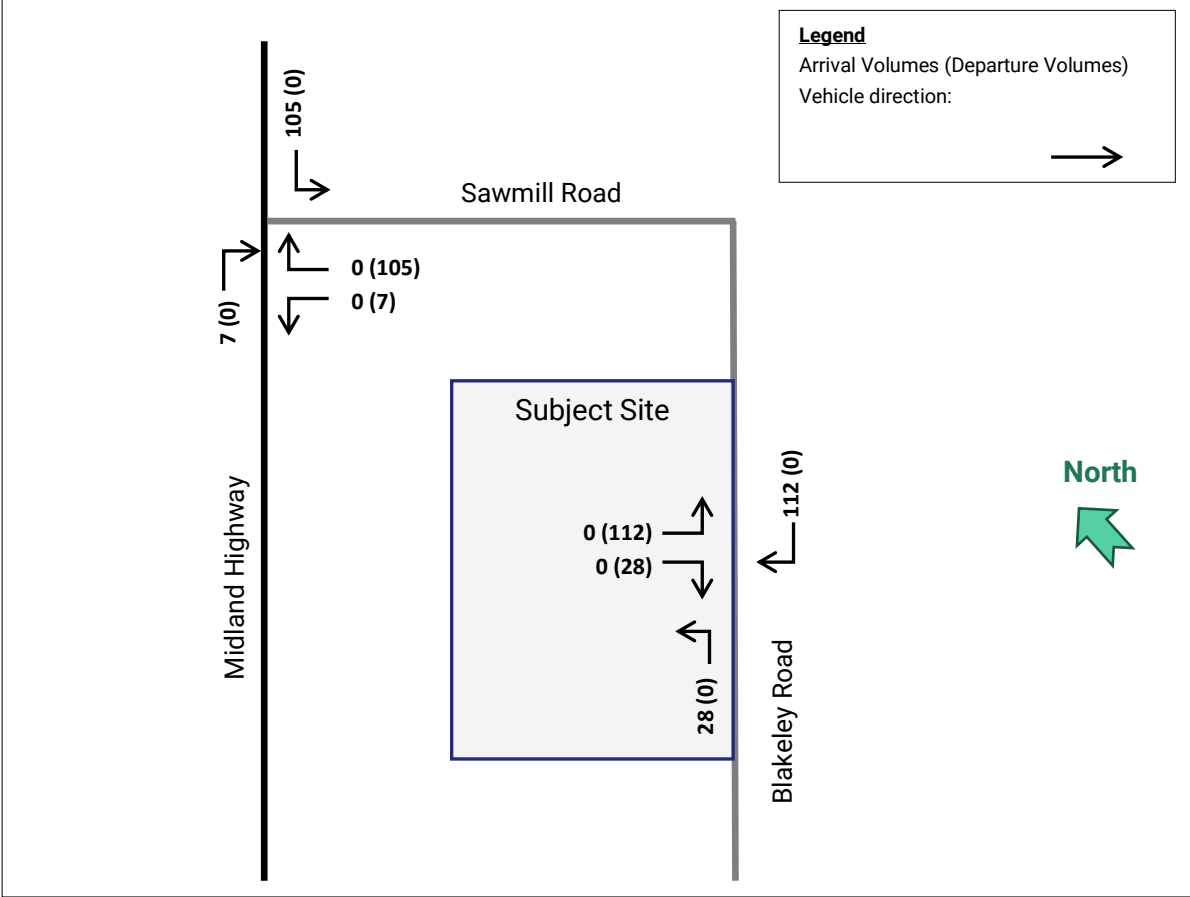 Legend
Arrival Volumes (Departure Volumes)
Vehicle direction:
105 (0)
Sawmill Road
0 (105)
0 (7)
7 (0)
Subject Site
112 (0)
North
0 (112)
0 (28)
Midland Highway
28 (0)
Blakeley Road